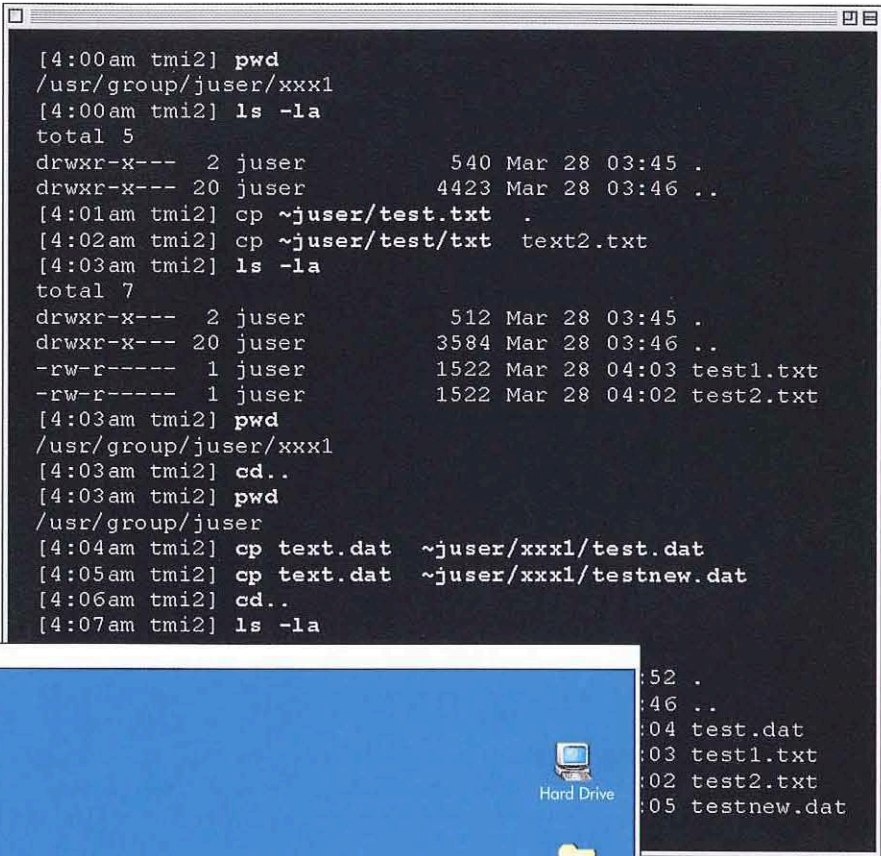 [4:00am tmi2] pwd
/usr/group/juser/xxx1
[4:00am tmi2] ls -la
total 5
drwxr-x--- 2 juser 540 Mar 28 03:45 .
drwxr-x--- 20 juser 4423 Mar 28 03:46 ..
[4:01am tmi2] cp ~juser/test.txt .
[4:02am tmi2] cp ~juser/test/txt text2.txt
[4:03am tmi2] ls -la
total 7
drwxr-x--- 2 juser 512 Mar 28 03:45 .
drwxr-x--- 20 juser 3584 Mar 28 03:46 ..
-rw-r----- 1 juser 1522 Mar 28 04:03 test1.txt
-rw-r----- 1 juser 1522 Mar 28 04:02 test2.txt
[4:03am tmi2] pwd
/usr/group/juser/xxx1
[4:03am tmi2] cd..
[4:03am tmi2] pwd
/usr/group/juser
[4:04am tmi2] cp text.dat ~juser/xxx1/test.dat
[4:05am tmi2] cp text.dat ~juser/xxx1/testnew.dat
[4:06am tmi2] cd..
[4:07am tmi2] ls -la
:52 .
:46 ..
:04 test.dat
:03 test1.txt
:02 test2.txt
:05 testnew.dat
Hard Drive